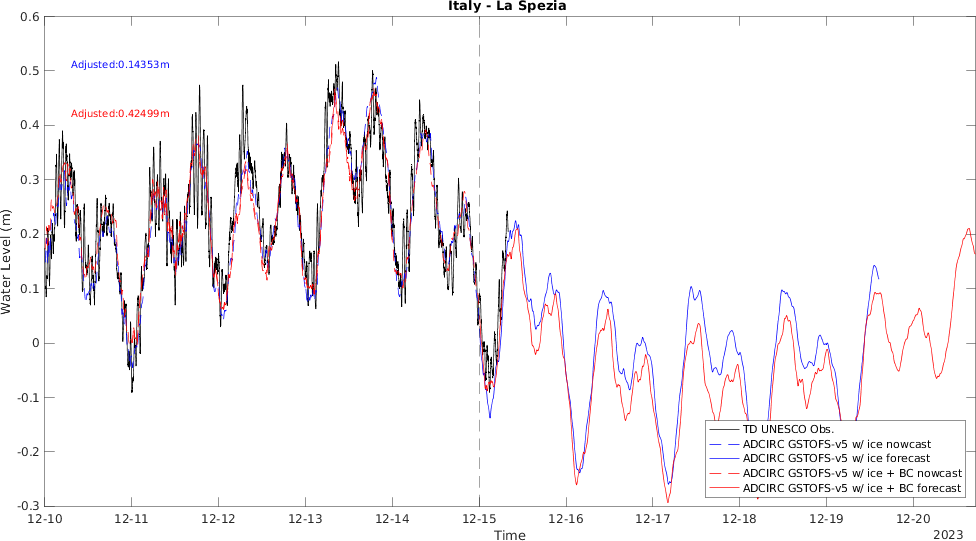 Italy - La Spezia
Adjusted:0.14353m
Adjusted:0.42499m
Water Level (m)
0.6
0.5
0.4
0.3
0.2
0.1
0
-0.1
-0.2
-0.3
TD UNESCO Obs.
ADCIRC GSTOFS-v5 w/ ice nowcast
ADCIRC GSTOFS-v5 w/ ice forecast
ADCIRC GSTOFS-v5 w/ ice + BC nowcast
ADCIRC GSTOFS-v5 w/ ice + BC forecast
12-10 12-11 12-12 12-13 12-14 12-15 12-16 12-17 12-18 12-19 12-20
Time
2023